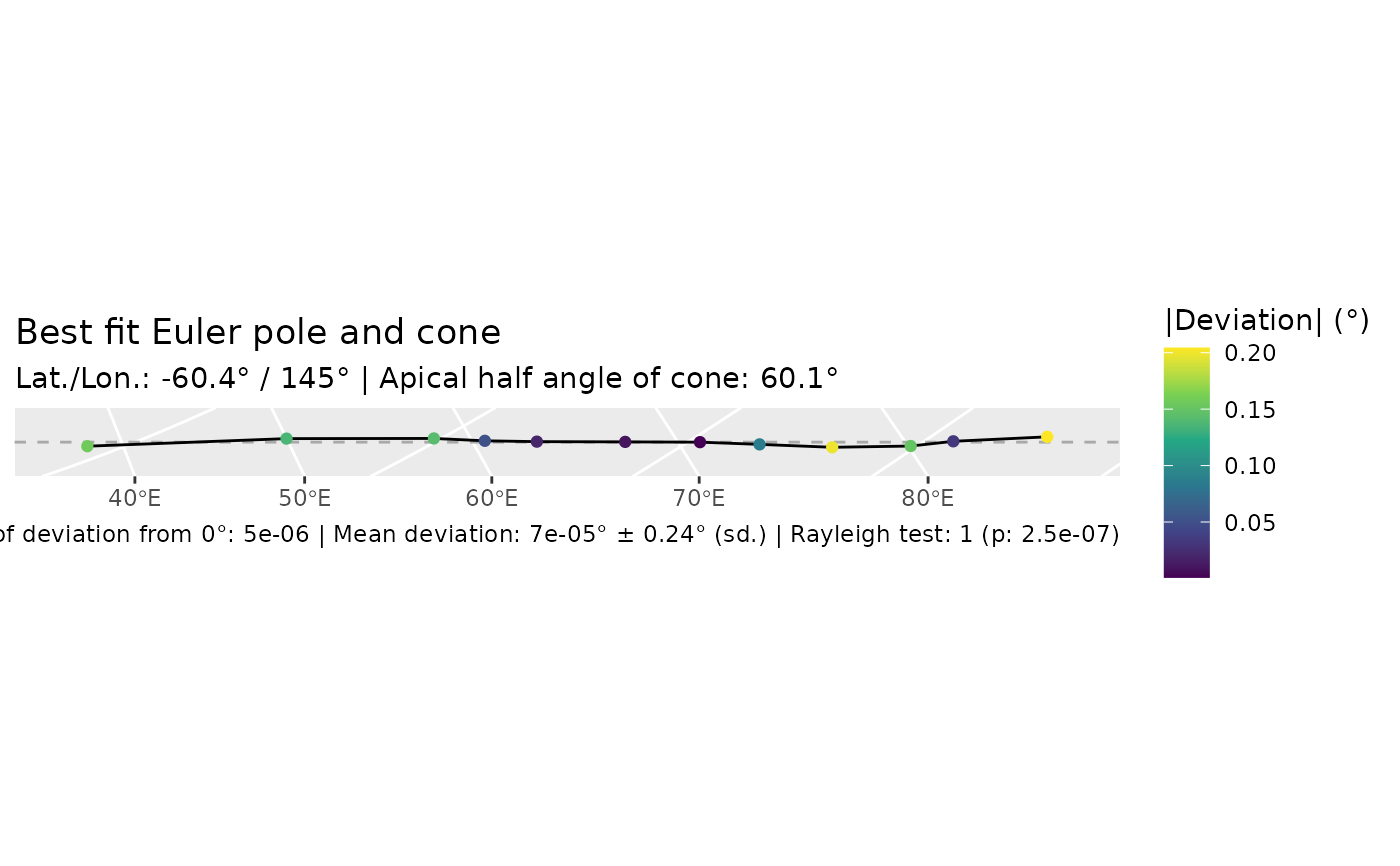 Best fit Euler pole and cone
Lat./Lon.: -60.4° / 145° | Apical half angle of cone: 60.1°
40°E 50°E 60°E 70°E 80°E
of deviation from 0°: 5e-06 | Mean deviation: 7e-05° ± 0.24° (sd.) | Rayleigh test: 1 (p: 2.5e-07)
|Deviation| (°)
0.20
0.15
0.10
0.05